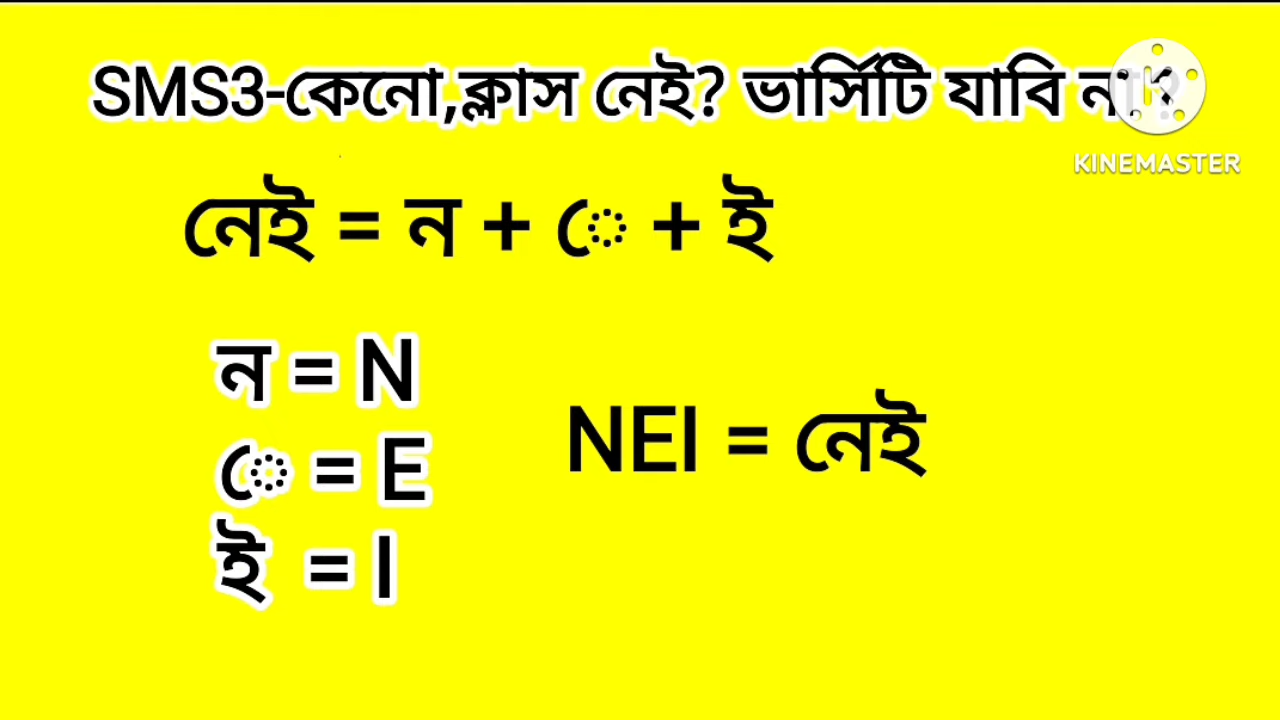 SMS3-কেনো,ক্লাস নেই? ভার্সিটি যাবি না?
KINEMASTER
নেই = ন + ে + ই
ন = N
ে = E
ই = I
NEI = নেই